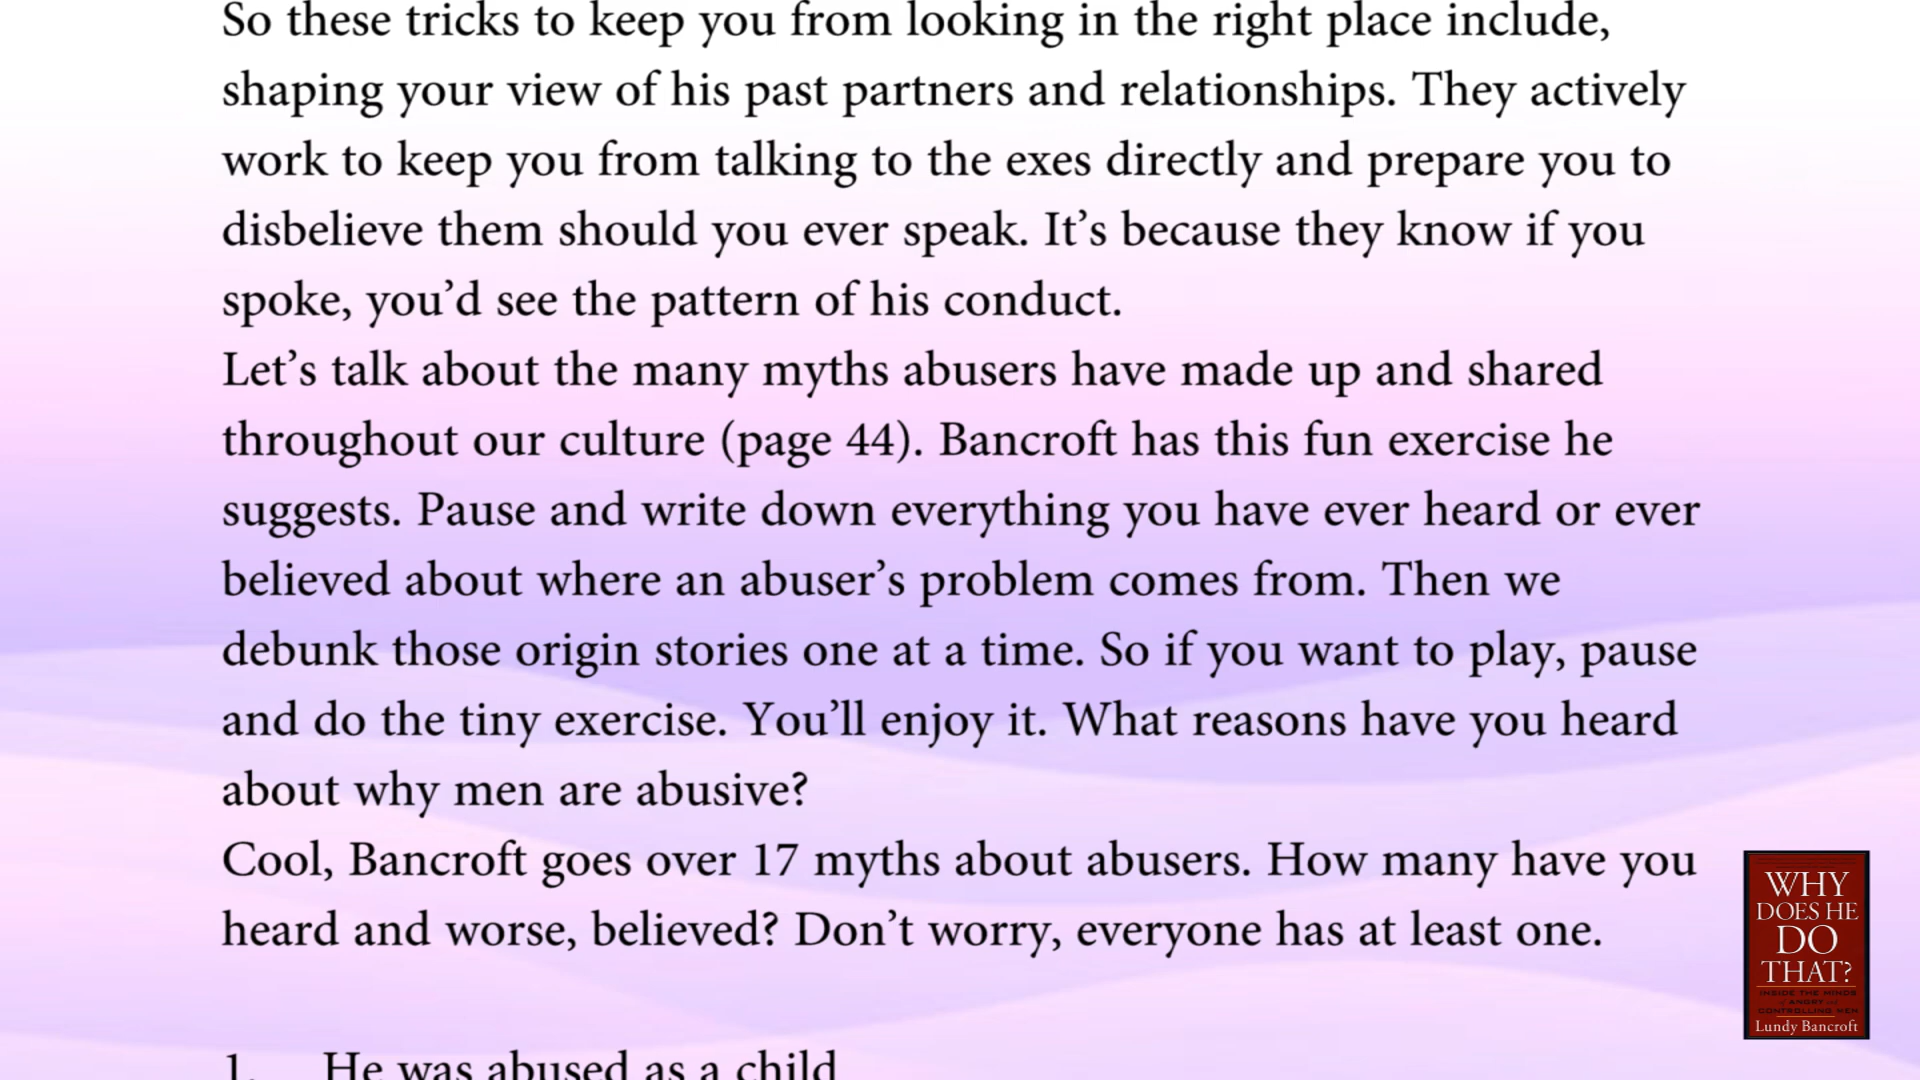 So these tricks to keep you from looking in the right place include,
shaping your view of his past partners and relationships. They actively
work to keep you from talking to the exes directly and prepare you to
disbelieve them should you ever speak. It’s because they know if you
spoke, you’d see the pattern of his conduct.
Let’s talk about the many myths abusers have made up and shared
throughout our culture (page 44). Bancroft has this fun exercise he
suggests. Pause and write down everything you have ever heard or ever
believed about where an abuser’s problem comes from. Then we
debunk those origin stories one at a time. So if you want to play, pause
and do the tiny exercise. You’ll enjoy it. What reasons have you heard
about why men are abusive?
Cool, Bancroft goes over 17 myths about abusers. How many have you
heard and worse, believed? Don’t worry, everyone has at least one.
1. He was abused as a child
WHY
DOES HE
DO
THAT?
INSIDE THE MINDS
of ANGRY and
CONTROLLING MEN
Lundy Bancroft